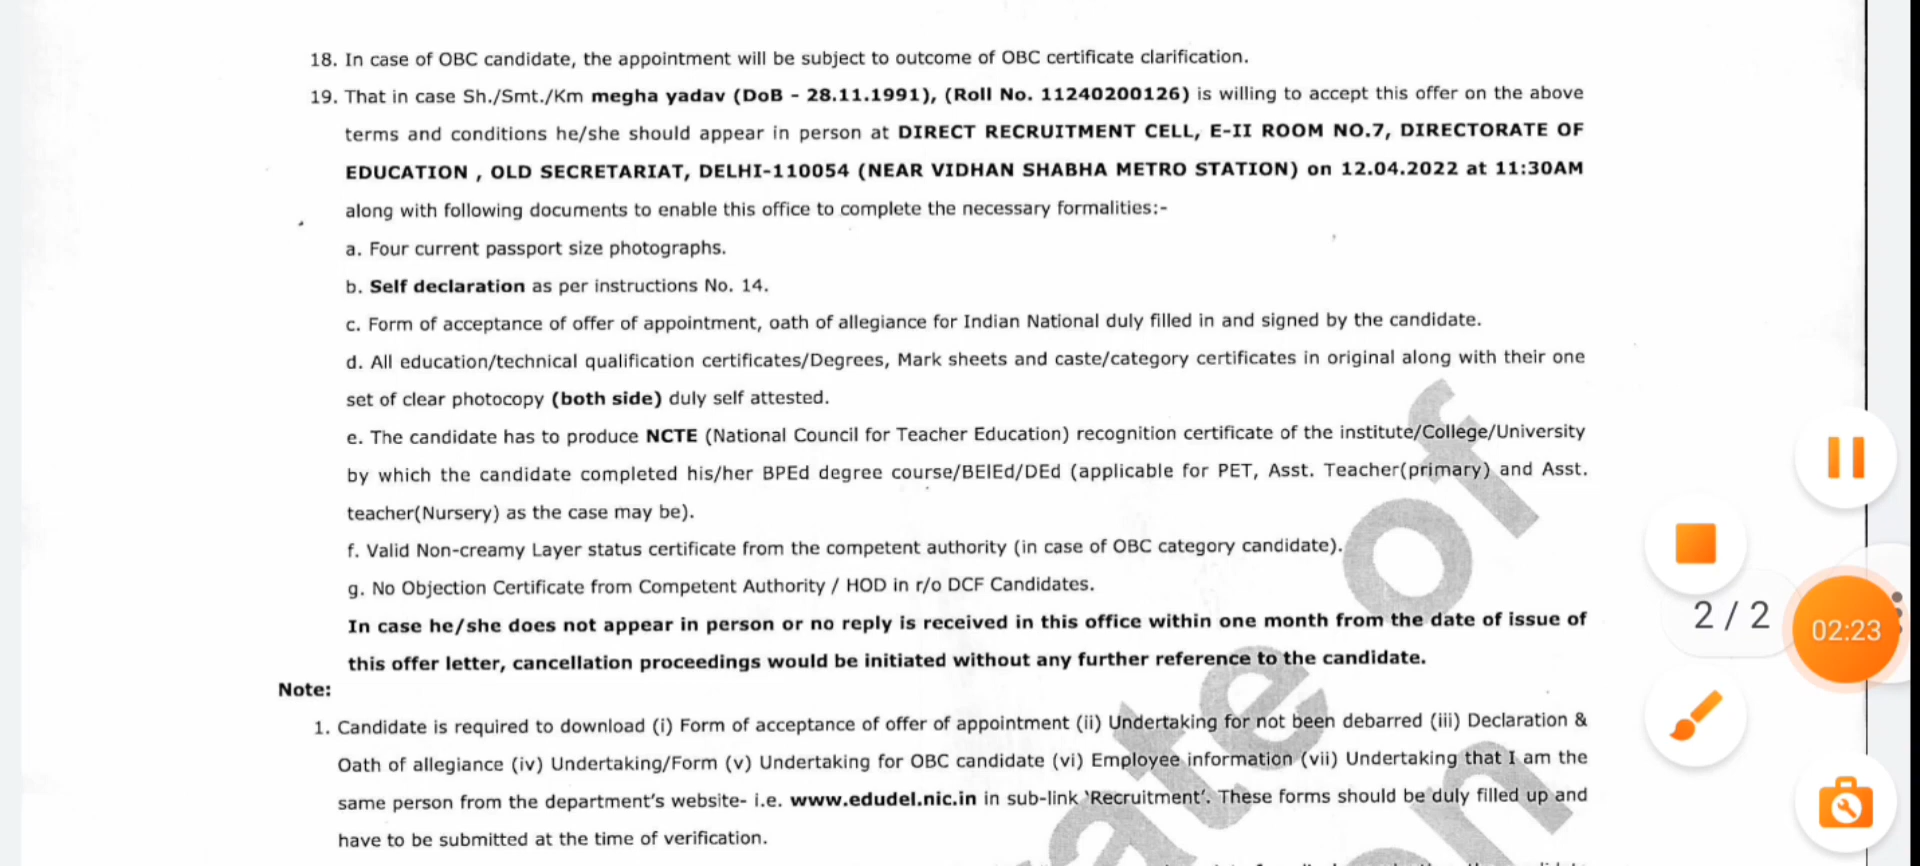 18. In case of OBC candidate, the appointment will be subject to outcome of OBC certificate clarification.
19. That in case Sh./Smt./Km megha yadav (DoB - 28.11.1991), (Roll No. 11240200126) is willing to accept this offer on the above
terms and conditions he/she should appear in person at DIRECT RECRUITMENT CELL, E-II ROOM NO.7, DIRECTORATE OF
EDUCATION , OLD SECRETARIAT, DELHI-110054 (NEAR VIDHAN SHABHA METRO STATION) on 12.04.2022 at 11:30AM
along with following documents to enable this office to complete the necessary formalities:-
a. Four current passport size photographs.
b. Self declaration as per instructions No. 14.
c. Form of acceptance of offer of appointment, oath of allegiance for Indian National duly filled in and signed by the candidate.
d. All education/technical qualification certificates/Degrees, Mark sheets and caste/category certificates in original along with their one
set of clear photocopy (both side) duly self attested.
e. The candidate has to produce NCTE (National Council for Teacher Education) recognition certificate of the institute/College/University
by which the candidate completed his/her BPEd degree course/BElEd/DEd (applicable for PET, Asst. Teacher(primary) and Asst.
teacher(Nursery) as the case may be).
f. Valid Non-creamy Layer status certificate from the competent authority (in case of OBC category candidate).
g. No Objection Certificate from Competent Authority / HOD in r/o DCF Candidates.
In case he/she does not appear in person or no reply is received in this office within one month from the date of issue of
this offer letter, cancellation proceedings would be initiated without any further reference to the candidate.
Note:
1. Candidate is required to download (i) Form of acceptance of offer of appointment (ii) Undertaking for not been debarred (iii) Declaration &
Oath of allegiance (iv) Undertaking/Form (v) Undertaking for OBC candidate (vi) Employee information (vii) Undertaking that I am the
same person from the department's website- i.e. www.edudel.nic.in in sub-link 'Recruitment'. These forms should be duly filled up and
have to be submitted at the time of verification.
ate of
on
2 / 2
02:23